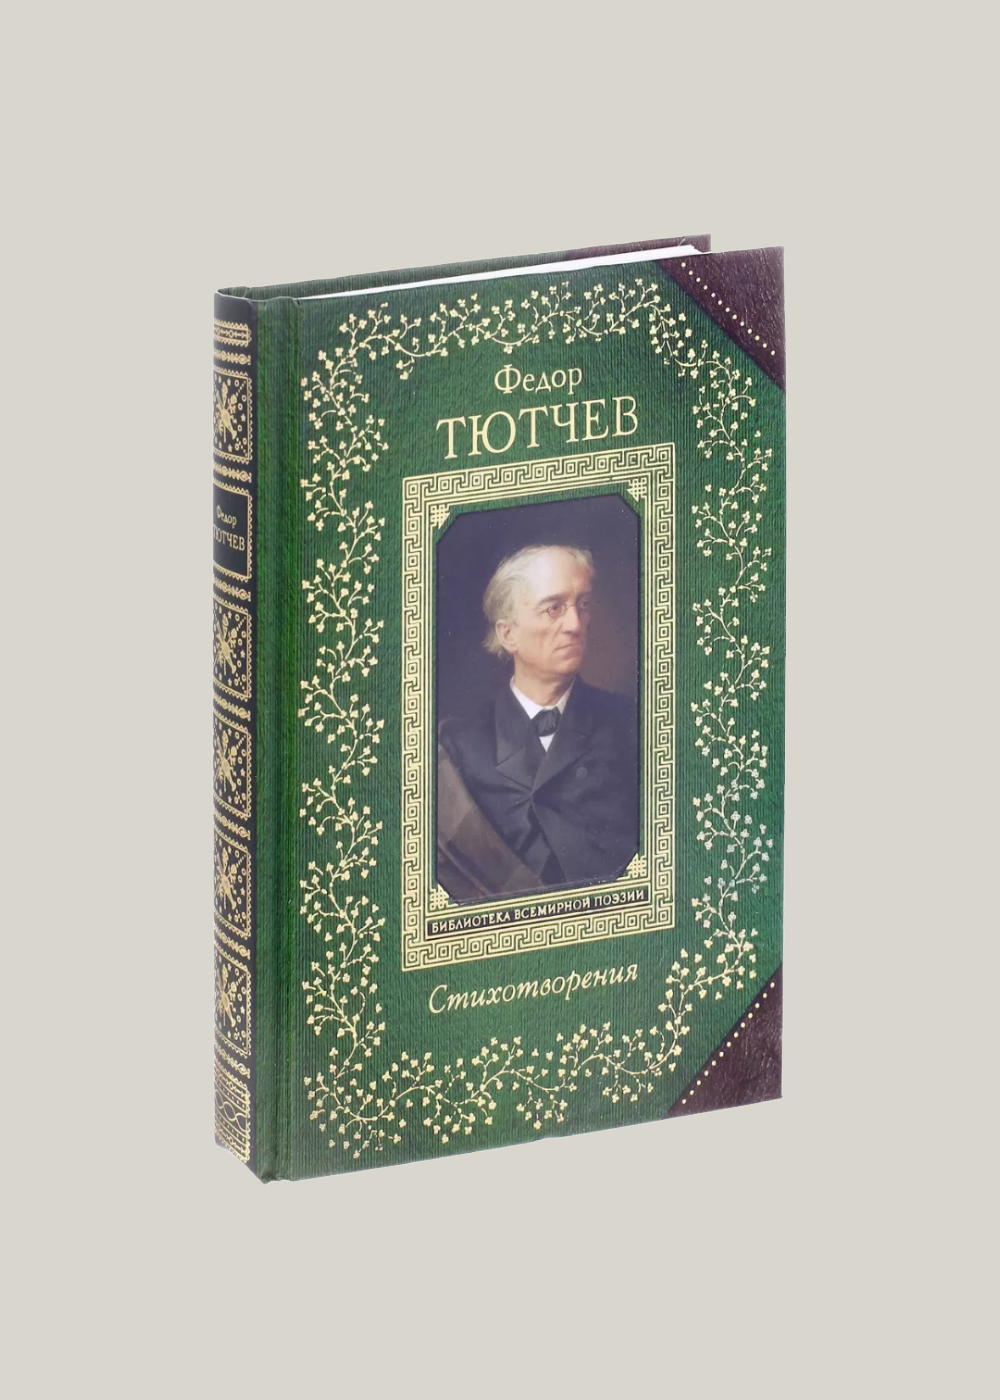 Федор
ТЮТЧЕВ
БИБЛИОТЕКА ВСЕМИРНОЙ ПОЭЗИИ
Стихотворения
Федор
ТЮТЧЕВ